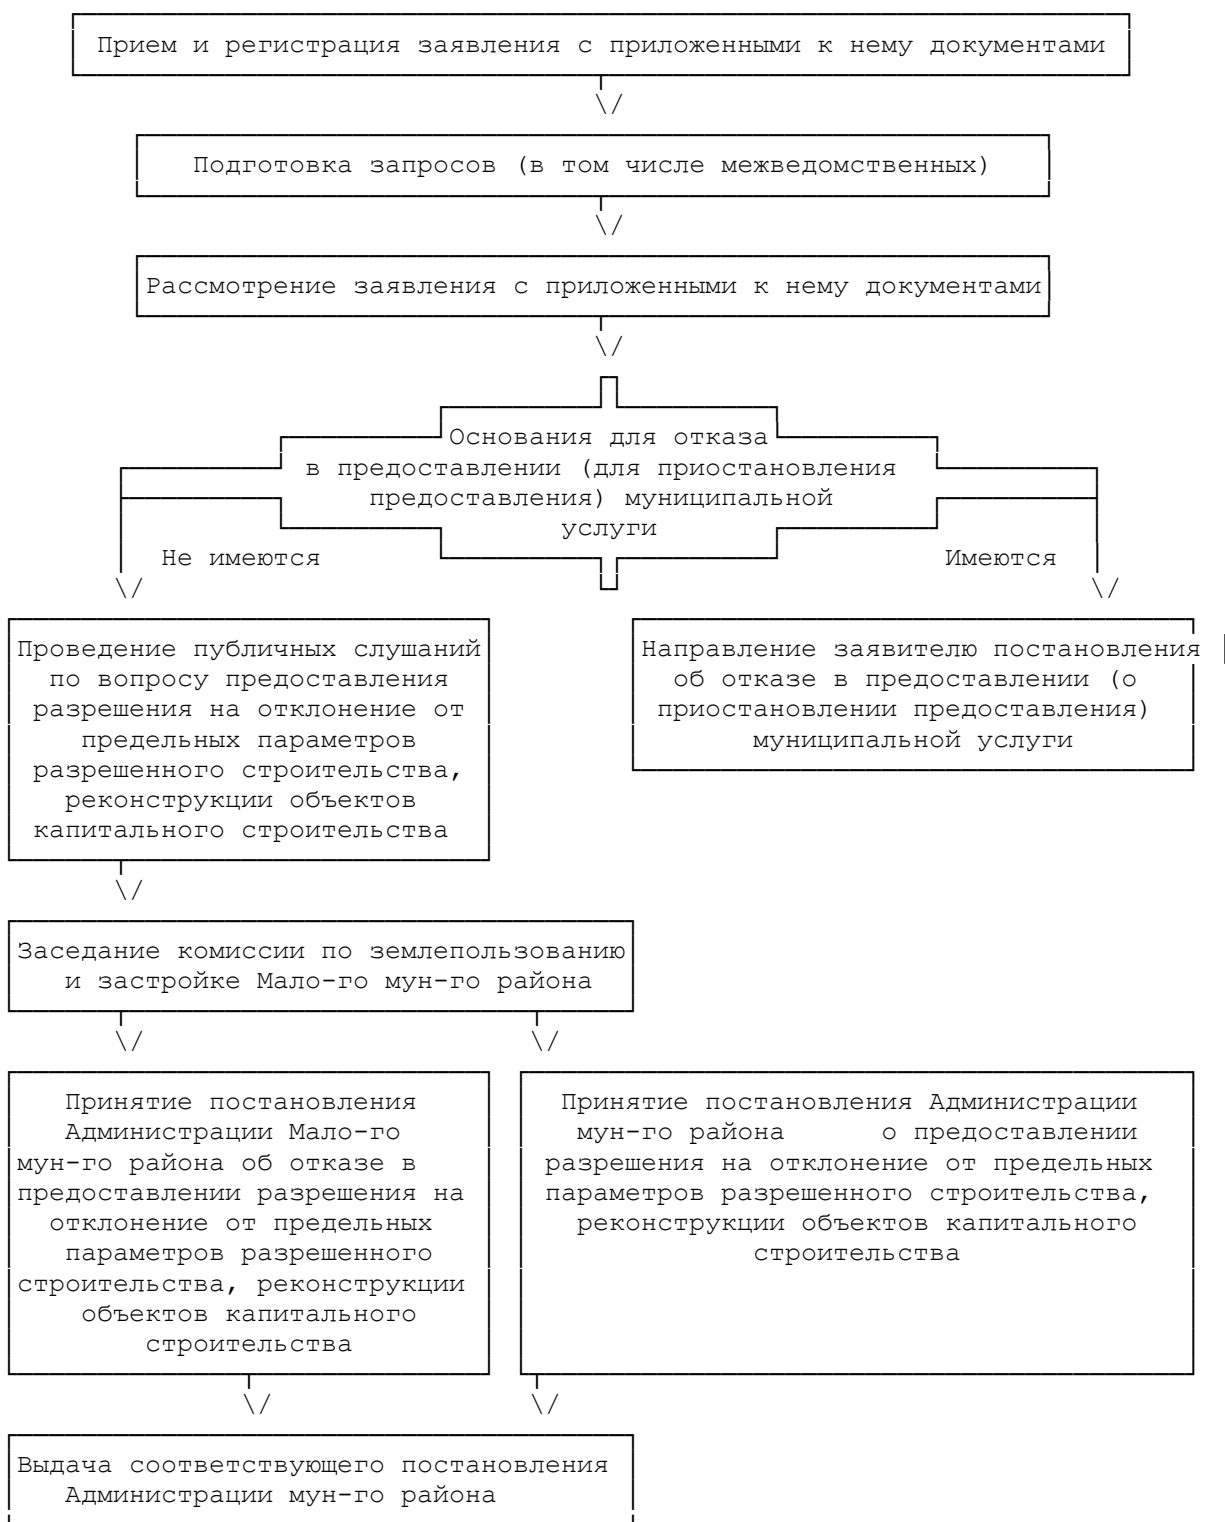 Прием и регистрация заявления с приложенными к нему документами
\/
Подготовка запросов (в том числе межведомственных)
\/
Рассмотрение заявления с приложенными к нему документами
\/
Основания для отказа
в предоставлении (для приостановления
предоставления) муниципальной
услуги
Не имеются
Имеются
\/
\/
Проведение публичных слушаний
по вопросу предоставления
разрешения на отклонение от
предельных параметров
разрешенного строительства,
реконструкции объектов
капитального строительства
Направление заявителю постановления
об отказе в предоставлении (о
приостановлении предоставления)
муниципальной услуги
\/
Заседание комиссии по землепользованию
и застройке Мало-го мун-го района
\/
\/
Принятие постановления
Администрации Мало-го
мун-го района об отказе в
предоставлении разрешения на
отклонение от предельных
параметров разрешенного
строительства, реконструкции
объектов капитального
строительства
Принятие постановления Администрации
мун-го района о предоставлении
разрешения на отклонение от предельных
параметров разрешенного строительства,
реконструкции объектов капитального
строительства
\/
\/
Выдача соответствующего постановления
Администрации мун-го района